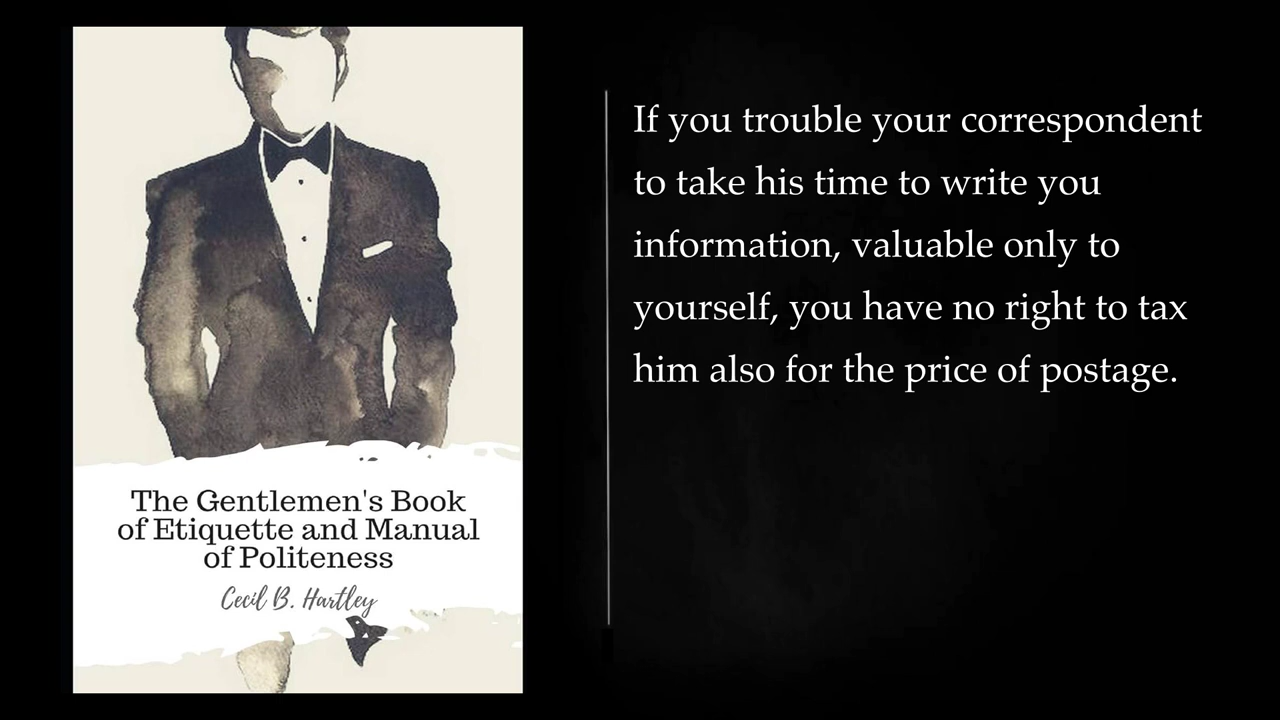 The Gentlemen's Book
of Etiquette and Manual
of Politeness
Cecil B. Hartley
If you trouble your correspondent
to take his time to write you
information, valuable only to
yourself, you have no right to tax
him also for the price of postage.